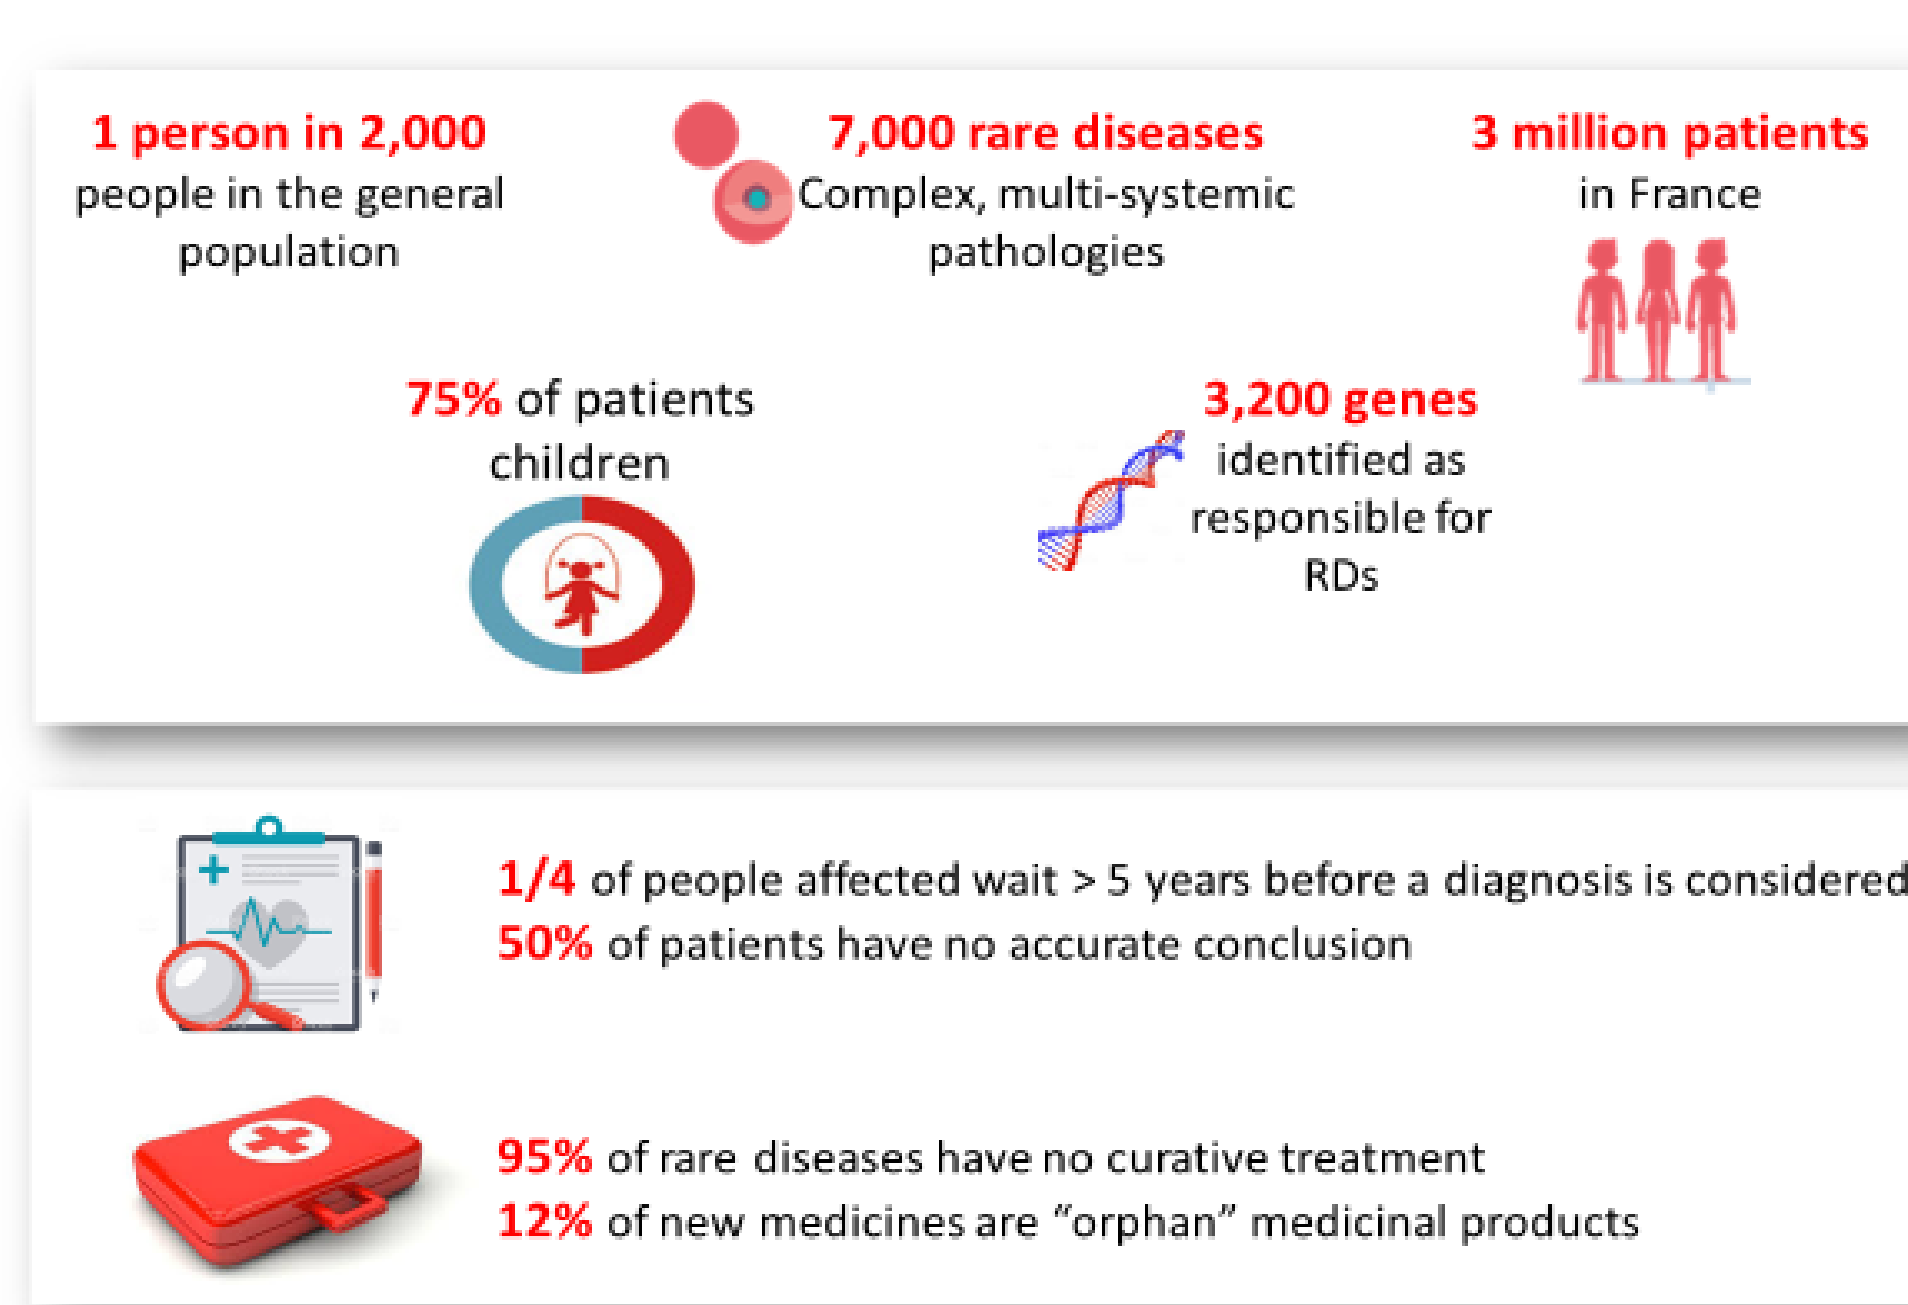 1 person in 2,000
people in the general
population
7,000 rare diseases
Complex, multi-systemic
pathologies
3 million patients
in France
75% of patients
children
3,200 genes
identified as
responsible for
RDs
1/4 of people affected wait > 5 years before a diagnosis is considered
50% of patients have no accurate conclusion
95% of rare diseases have no curative treatment
12% of new medicines are “orphan” medicinal products